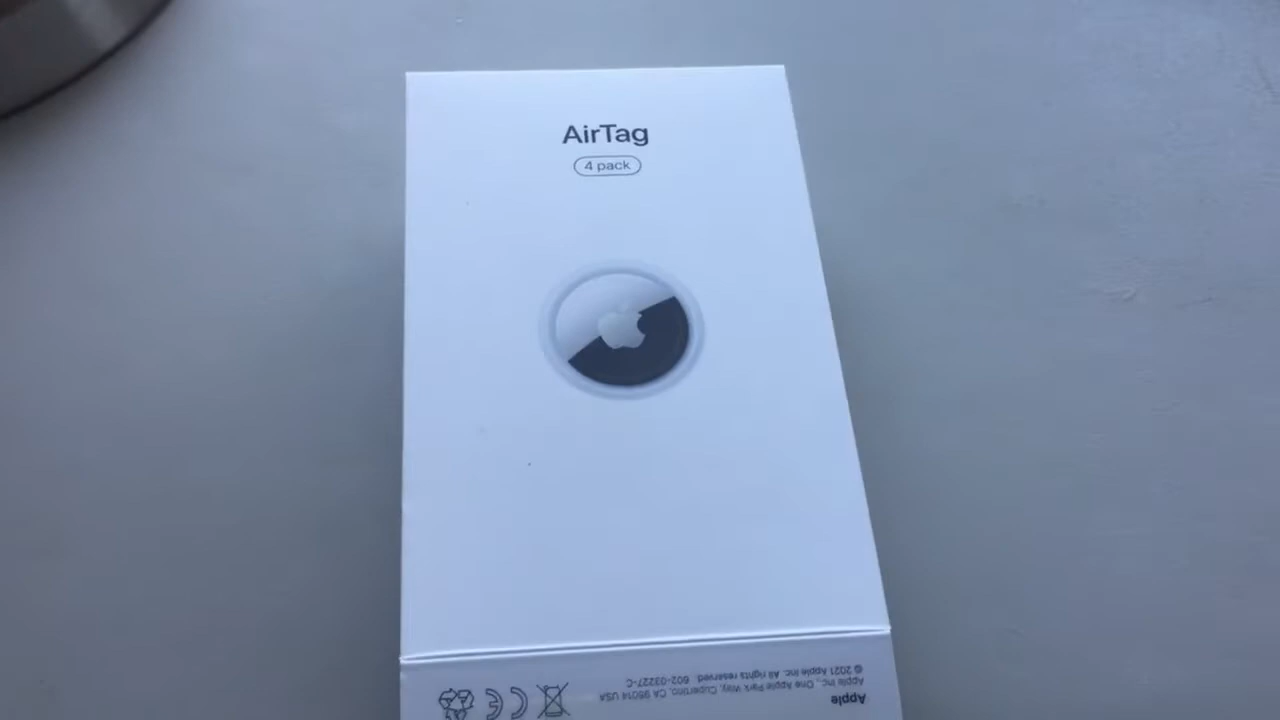 AirTag
4 pack
Apple
Apple Inc., One Apple Park Way, Cupertino, CA 95014 USA
© 2021 Apple Inc. All rights reserved. 602-03227-C